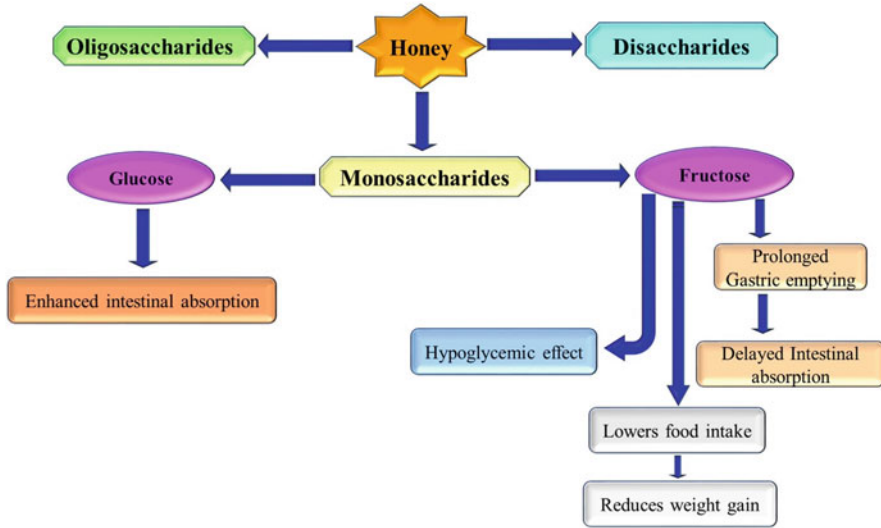 Oligosaccharides
Honey
Disaccharides
Glucose
Monosaccharides
Fructose
Enhanced intestinal absorption
Prolonged
Gastric emptying
Hypoglycemic effect
Delayed Intestinal
absorption
Lowers food intake
Reduces weight gain